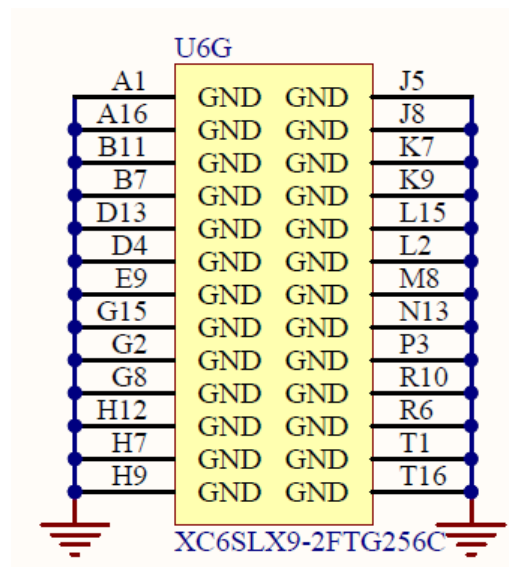 U6G
A1 GND GND J5
A16 GND GND J8
B11 GND GND K7
B7 GND GND K9
D13 GND GND L15
D4 GND GND L2
E9 GND GND M8
G15 GND GND N13
G2 GND GND P3
G8 GND GND R10
H12 GND GND R6
H7 GND GND T1
H9 GND GND T16
XC6SLX9-2FTG256C